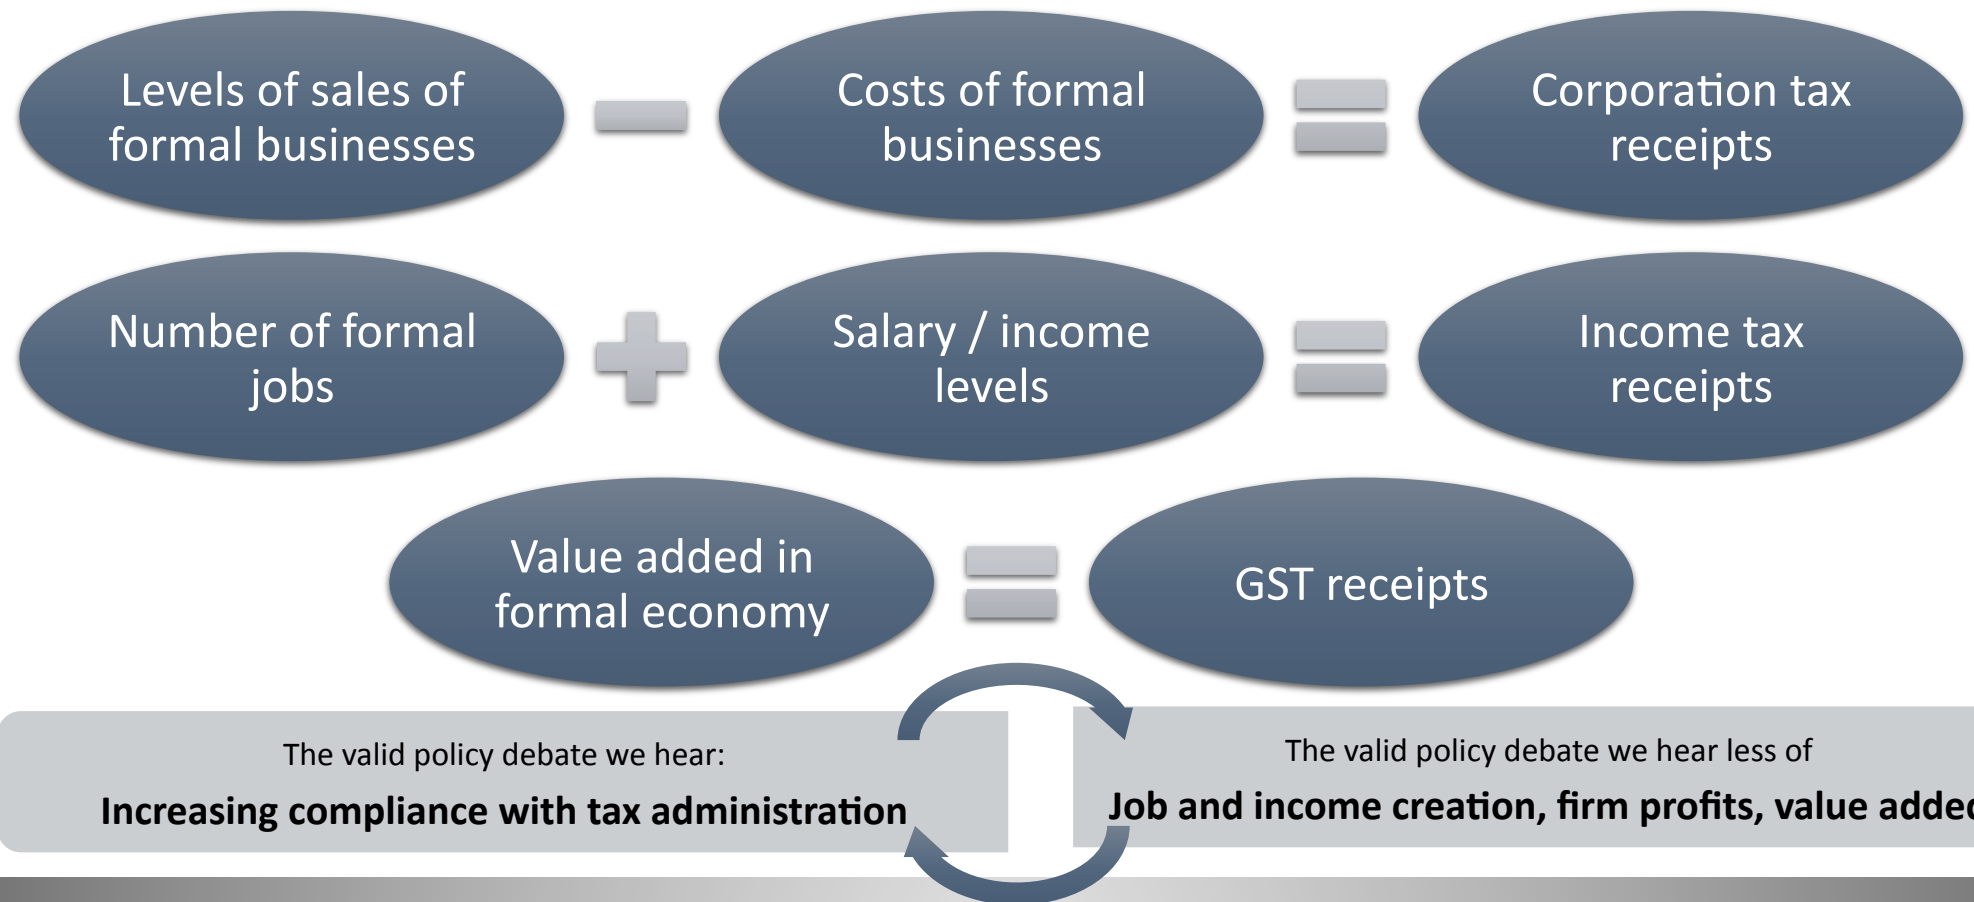 Levels of sales of
formal businesses
Costs of formal
businesses
Corporation tax
receipts
Number of formal
jobs
Salary / income
levels
Income tax
receipts
Value added in
formal economy
GST receipts
The valid policy debate we hear:
Increasing compliance with tax administration
The valid policy debate we hear less of
Job and income creation, firm profits, value added